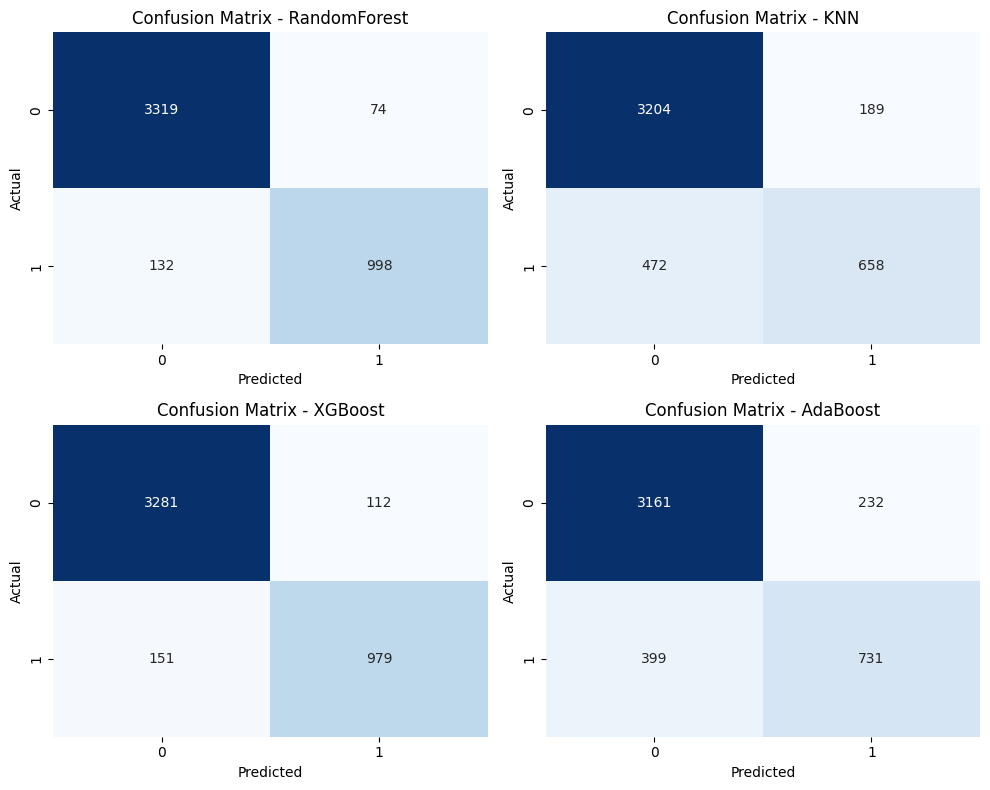 Confusion Matrix - RandomForest
0
3319
74
Actual
1
132
998
0
1
Predicted
Confusion Matrix - KNN
0
3204
189
Actual
1
472
658
0
1
Predicted
Confusion Matrix - XGBoost
0
3281
112
Actual
1
151
979
0
1
Predicted
Confusion Matrix - AdaBoost
0
3161
232
Actual
1
399
731
0
1
Predicted